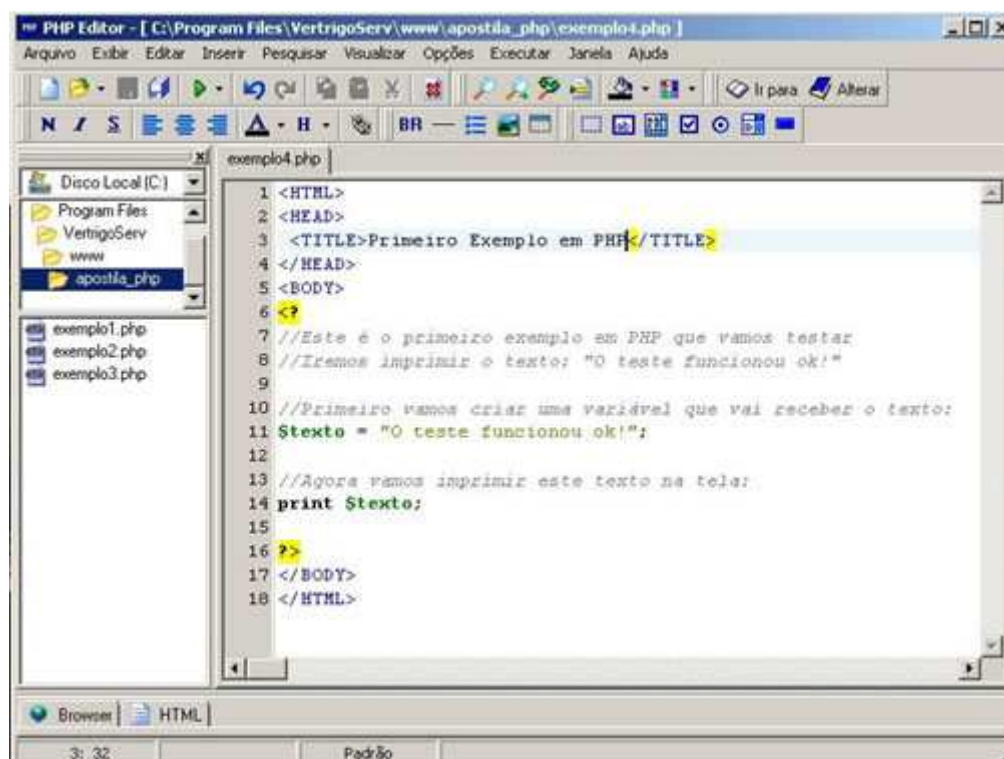 PHP Editor - [ C:\Program Files\VertrigoServ\www\apostila_php\exemplo4.php ]
Arquivo Exibir Editar Inserir Pesquisar Visualizar Opções Executar Janela Ajuda
Ir para Alterar
N I S A H BR
exemplo4.php
Disco Local (C:)
Program Files
VertrigoServ
www
apostila_php
exemplo1.php
exemplo2.php
exemplo3.php
1 <HTML>
2 <HEAD>
3 <TITLE>Primeiro Exemplo em PHP</TITLE>
4 </HEAD>
5 <BODY>
6 <?
7 //Este é o primeiro exemplo em PHP que vamos testar
8 //Iremos imprimir o texto: "O teste funcionou ok!"
9
10 //Primeiro vamos criar uma variável que vai receber o texto:
11 $texto = "O teste funcionou ok!";
12
13 //Agora vamos imprimir este texto na tela:
14 print $texto;
15
16 ?>
17 </BODY>
18 </HTML>
Browser HTML
3: 32 Padrão